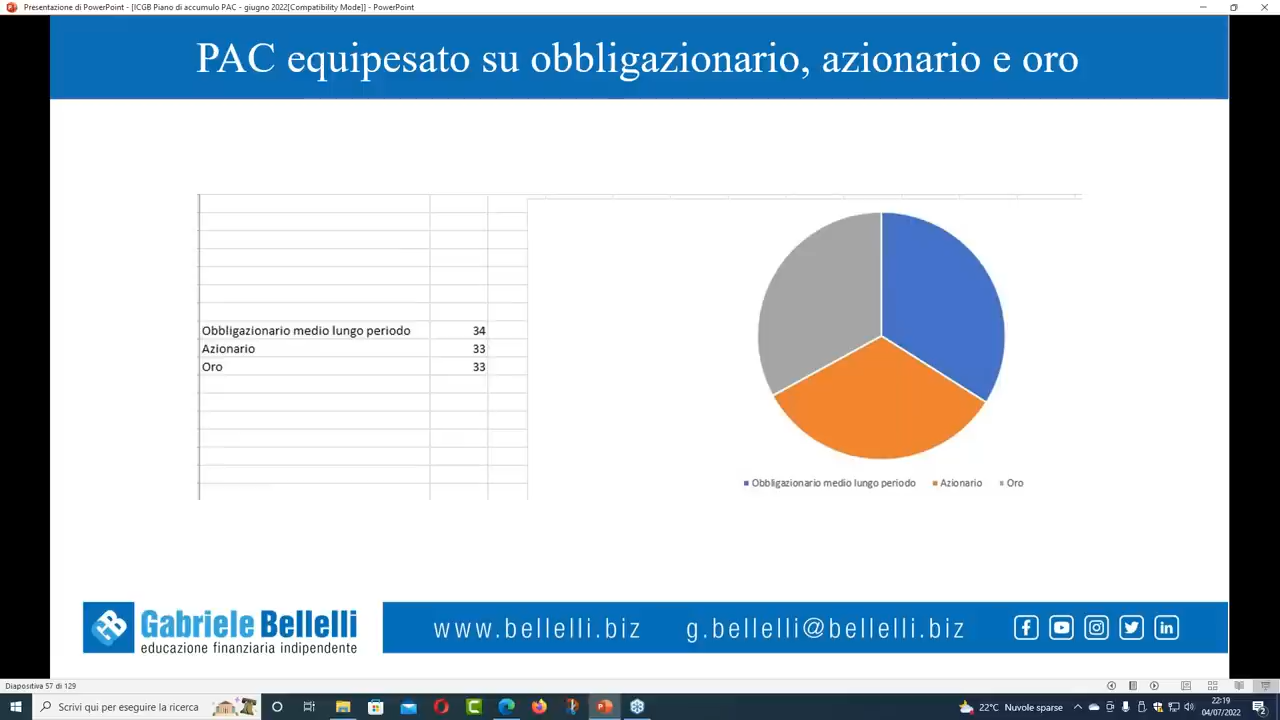 Presentazione di PowerPoint - [ICGB Piano di accumulo PAC - giugno 2022[Compatibility Mode]] - PowerPoint
PAC equipesato su obbligazionario, azionario e oro
Obbligazionario medio lungo periodo 34
Azionario 33
Oro 33
Obbligazionario medio lungo periodo Azionario Oro
Gabriele Bellelli
educazione finanziaria indipendente
www.bellelli.biz g.bellelli@bellelli.biz
Diapositiva 57 di 129
Scrivi qui per eseguire la ricerca
22°C Nuvole sparse
22:19
04/07/2022